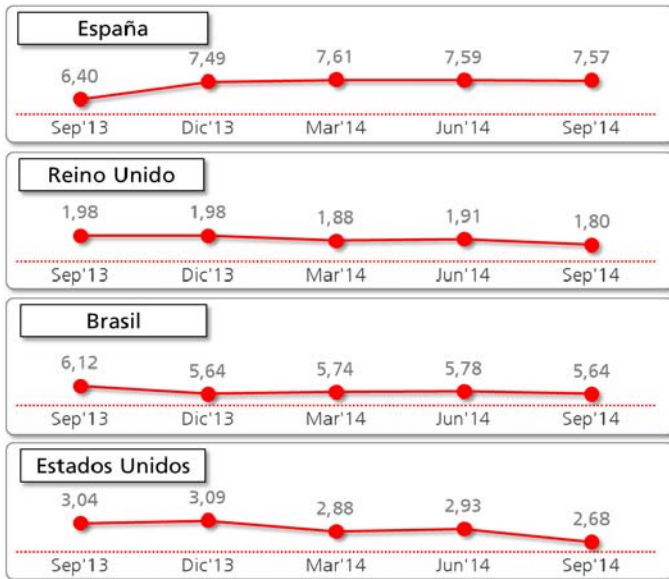 España
6,40 7,49 7,61 7,59 7,57
Sep'13 Dic'13 Mar'14 Jun'14 Sep'14
Reino Unido
1,98 1,98 1,88 1,91 1,80
Sep'13 Dic'13 Mar'14 Jun'14 Sep'14
Brasil
6,12 5,64 5,74 5,78 5,64
Sep'13 Dic'13 Mar'14 Jun'14 Sep'14
Estados Unidos
3,04 3,09 2,88 2,93 2,68
Sep'13 Dic'13 Mar'14 Jun'14 Sep'14